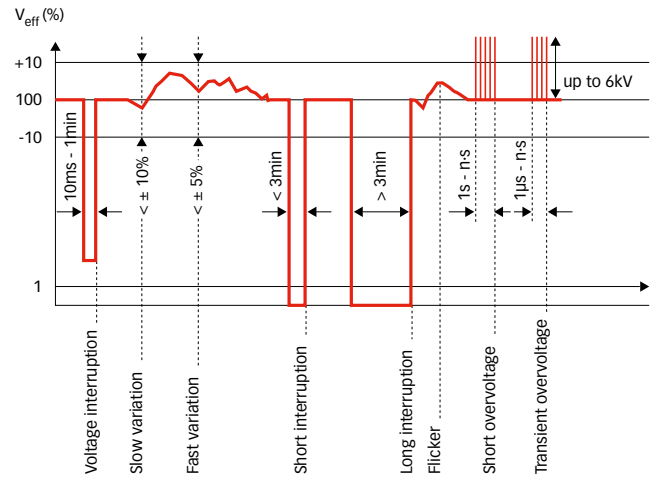 Veff (%)
+10
100
-10
1
10ms - 1min
< ± 10%
< ± 5%
< 3min
> 3min
1s - n·s
1µs - n·s
up to 6kV
Voltage interruption
Slow variation
Fast variation
Short interruption
Long interruption
Flicker
Short overvoltage
Transient overvoltage